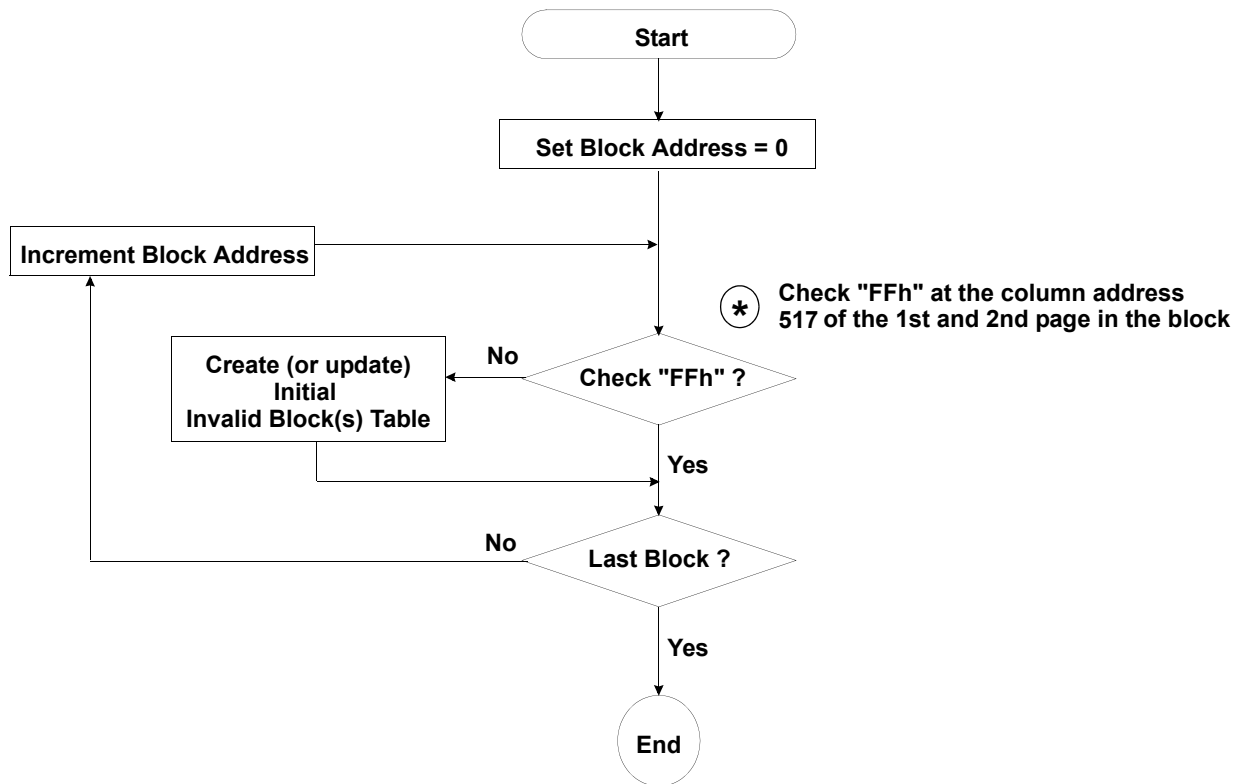 Start
Set Block Address = 0
Increment Block Address
* Check "FFh" at the column address
517 of the 1st and 2nd page in the block
No
Create (or update)
Initial
Invalid Block(s) Table
Check "FFh" ?
Yes
No
Last Block ?
Yes
End